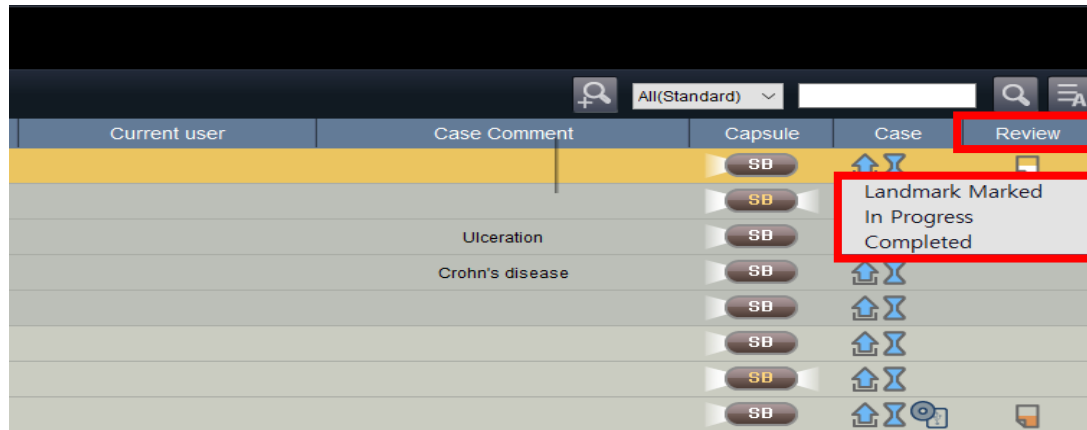 All(Standard)
Current user Case Comment Capsule Case Review
SB
SB
Landmark Marked
In Progress
Ulceration SB Completed
Crohn's disease SB
SB
SB
SB
SB